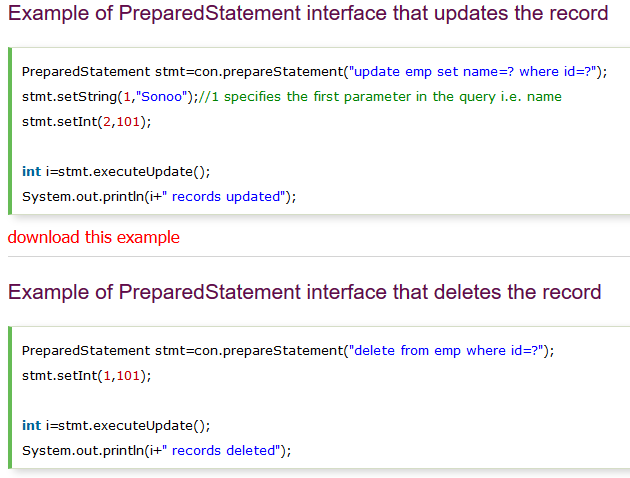 Example of PreparedStatement interface that updates the record
PreparedStatement stmt=con.prepareStatement("update emp set name=? where id=?");
stmt.setString(1,"Sonoo");//1 specifies the first parameter in the query i.e. name
stmt.setInt(2,101);
int i=stmt.executeUpdate();
System.out.println(i+" records updated");
download this example
Example of PreparedStatement interface that deletes the record
PreparedStatement stmt=con.prepareStatement("delete from emp where id=?");
stmt.setInt(1,101);
int i=stmt.executeUpdate();
System.out.println(i+" records deleted");